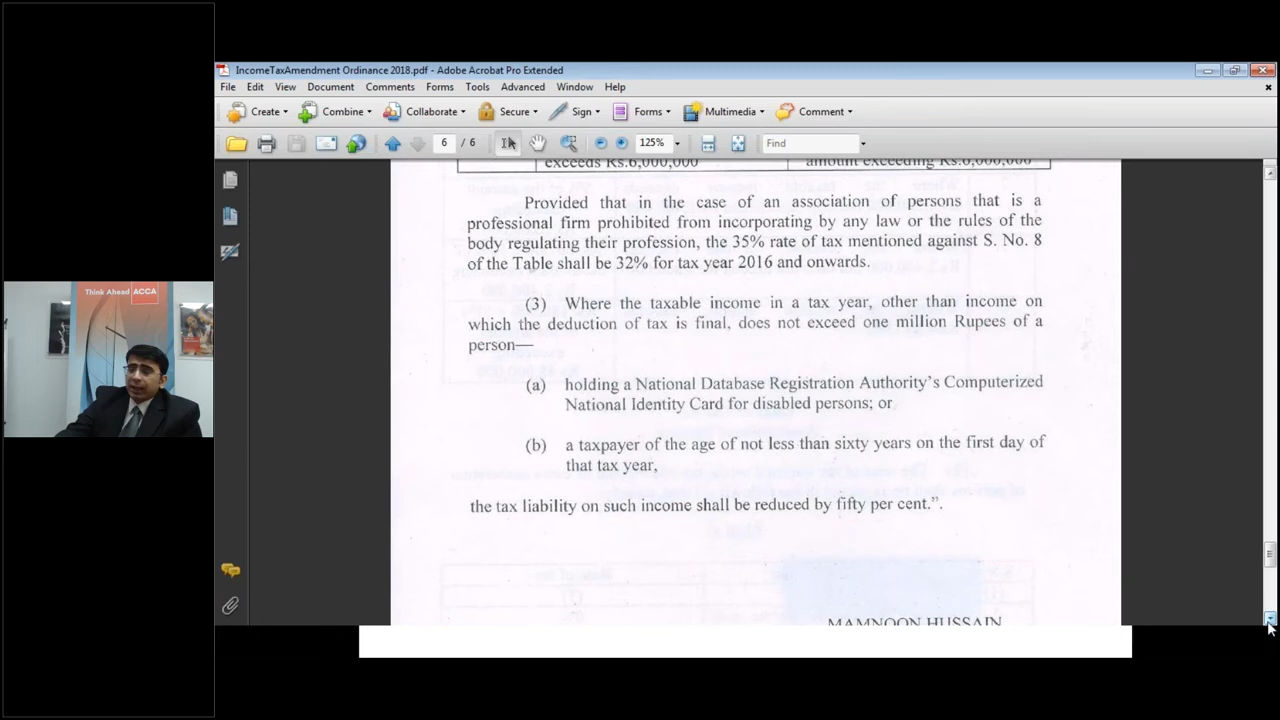 IncomeTaxAmendment Ordinance 2018.pdf - Adobe Acrobat Pro Extended
File Edit View Document Comments Forms Tools Advanced Window Help
Create Combine Collaborate Secure Sign Forms Multimedia Comment
6 / 6 125% Find
exceeds Rs.6,000,000 amount exceeding Rs.6,000,000
Provided that in the case of an association of persons that is a
professional firm prohibited from incorporating by any law or the rules of the
body regulating their profession, the 35% rate of tax mentioned against S. No. 8
of the Table shall be 32% for tax year 2016 and onwards.
(3) Where the taxable income in a tax year, other than income on
which the deduction of tax is final, does not exceed one million Rupees of a
person—
(a) holding a National Database Registration Authority's Computerized
National Identity Card for disabled persons; or
(b) a taxpayer of the age of not less than sixty years on the first day of
that tax year,
the tax liability on such income shall be reduced by fifty per cent.”.
MAMNOON HUSSAIN
Think Ahead ACCA